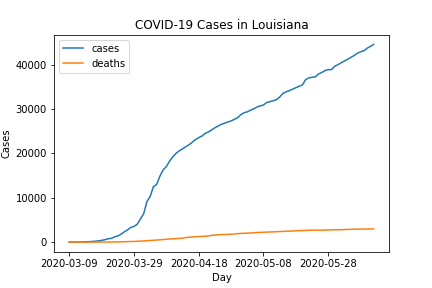 COVID-19 Cases in Louisiana
cases
deaths
Cases
40000
30000
20000
10000
0
2020-03-09 2020-03-29 2020-04-18 2020-05-08 2020-05-28
Day